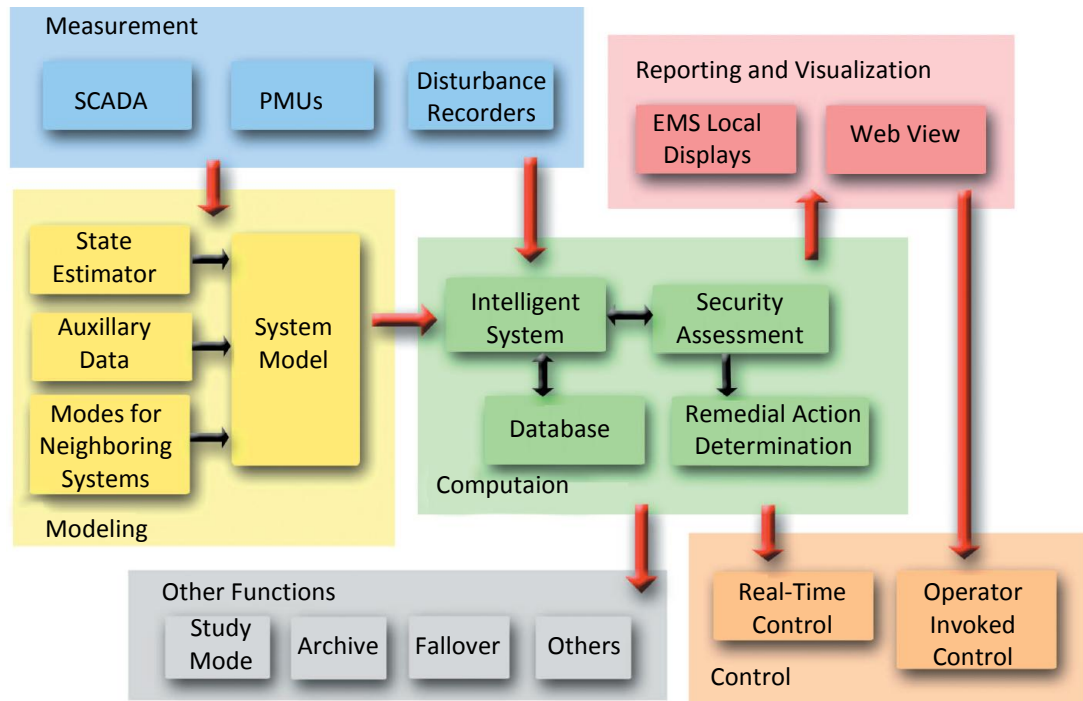 Measurement
SCADA
PMUs
Disturbance
Recorders
Reporting and Visualization
EMS Local
Displays
Web View
State
Estimator
Auxillary
Data
Modes for
Neighboring
Systems
System
Model
Modeling
Intelligent
System
Security
Assessment
Database
Remedial Action
Determination
Computaion
Other Functions
Study
Mode
Archive
Fallover
Others
Real-Time
Control
Operator
Invoked
Control
Control